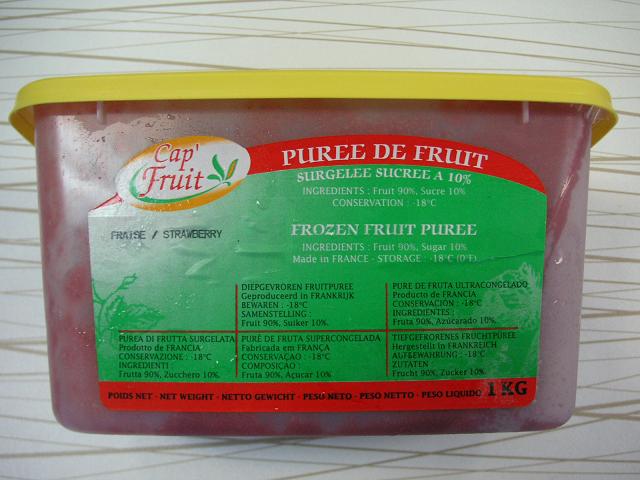 Cap'
Fruit
PUREE DE FRUIT
SURGELEE SUCREE A 10%
INGREDIENTS : Fruit 90%, Sucre 10%
CONSERVATION : -18°C
FRAISE / STRAWBERRY
FROZEN FRUIT PUREE
INGREDIENTS : Fruit 90%, Sugar 10%
Made in FRANCE - STORAGE : -18°C (0°F)
DIEPGEVROREN FRUITPUREE
Geproduceerd in FRANKRIJK
BEWAREN : -18°C
SAMENSTELLING :
Fruit 90%, Suiker 10%.
PURE DE FRUTA ULTRACONGELADO
Producto de FRANCIA
CONSERVACION : -18°C
INGREDIENTES :
Fruta 90%, Azúcarado 10%.
PUREA DI FRUTTA SURGELATA
Prodotto de FRANCIA
CONSERVAZIONE : -18°C
INGREDIENTI :
Frutta 90%, Zucchero 10%.
PURÊ DE FRUTA SUPERCONGELADA
Fabricada em FRANÇA
CONSERVAÇAO : -18°C
COMPOSIÇAO :
Fruta 90%, Açucar 10%.
TIEFGEFRORENES FRUCHTPÜREE
Hergestellt in FRANKREICH
AUFBEWAHRUNG : -18°C
ZUTATEN :
Frucht 90%, Zucker 10%.
POIDS NET - NET WEIGHT - NETTO GEWICHT - PESO NETO - PESO NETTO - PESO LIQUIDO 1 KG